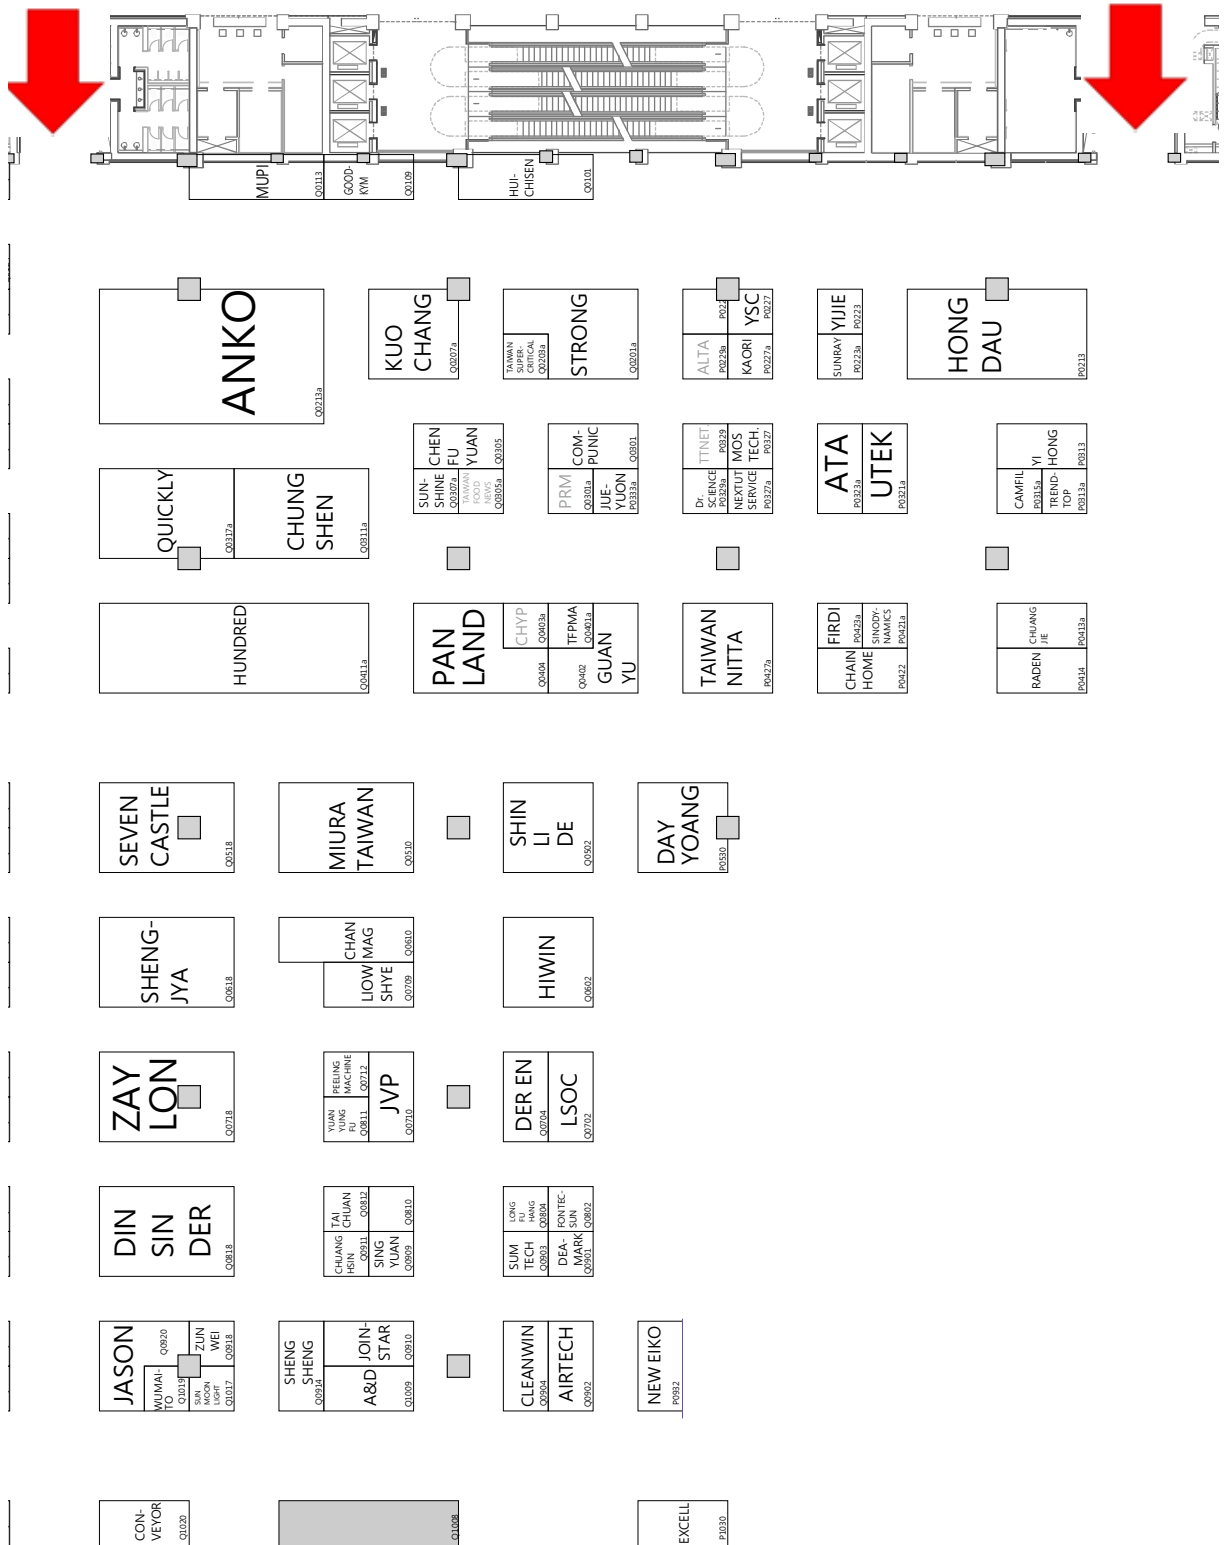 MUPI
Q0113
GOOD-
KYM
Q0109
HUI-
CHISEN
Q0101
ANKO
Q0213a
KUO
CHANG
Q0207a
TAIWAN
SUPER-
CRITICAL
Q0203a
STRONG
Q0201a
P022
YSC
P0227
ALTA
P0229a
KAORI
P0227a
YIJIE
P0223
SUNRAY
P0223a
HONG
DAU
P0213
QUICKLY
Q0317a
CHUNG
SHEN
Q0311a
CHEN
FU
YUAN
Q0305
SUN-
SHINE
Q0307a
TAIWAN
FOOD
NEWS
Q0305a
COM-
PUNIC
Q0301
PRM
Q0301a
JUE-
YUON
P0333a
TTNET.
P0329
MOS
TECH.
P0327
Dr.
SCIENCE
P0329a
NEXTUT
SERVICE
P0327a
ATA
P0323a
UTEK
P0321a
YI
HONG
P0313
CAMFIL
P0315a
TREND-
TOP
P0313a
HUNDRED
Q0411a
PAN
LAND
Q0404
CHYP
Q0403a
TFPMA
Q0401a
GUAN
YU
Q0402
TAIWAN
NITTA
P0427a
FIRDI
P0423a
SINODY-
NAMICS
P0421a
CHAIN
HOME
P0422
CHUANG
JIE
P0413a
RADEN
P0414
SEVEN
CASTLE
Q0518
MIURA
TAIWAN
Q0510
SHIN
LI
DE
Q0502
DAY
YOANG
P0530
SHENG-
JYA
Q0618
CHAN
MAG
Q0610
LIOW
SHYE
Q0709
HIWIN
Q0602
ZAY
LON
Q0718
PEELING
MACHINE
Q0712
YUAN
YUNG
FU
Q0811
JVP
Q0710
DER EN
Q0704
LSOC
Q0702
DIN
SIN
DER
Q0818
TAI
CHUAN
Q0812
Q0810
CHUANG
HSIN
Q0911
SING
YUAN
Q0909
LONG
FU
HANG
Q0804
FONTEC-
SUN
Q0802
SUM
TECH
Q0903
DEA-
MARK
Q0901
JASON
Q0920
ZUN
WEI
Q0918
WUMAI-
TO
Q1019
SUN
MOON
LIGHT
Q1017
SHENG
SHENG
Q0914
JOIN-
STAR
Q0910
A&D
Q1009
CLEANWIN
Q0904
AIRTECH
Q0902
NEW EIKO
P0932
CON-
VEYOR
Q1020
Q1008
EXCELL
P1030